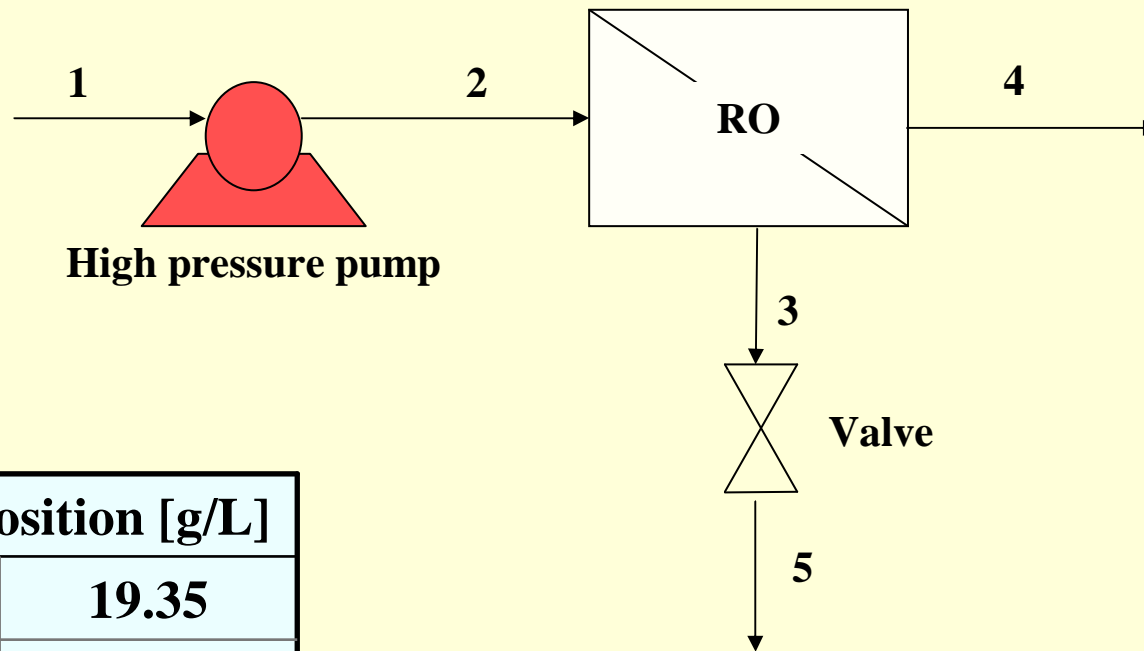 1
2
4
RO
High pressure pump
3
Valve
osition [g/L]
19.35
5